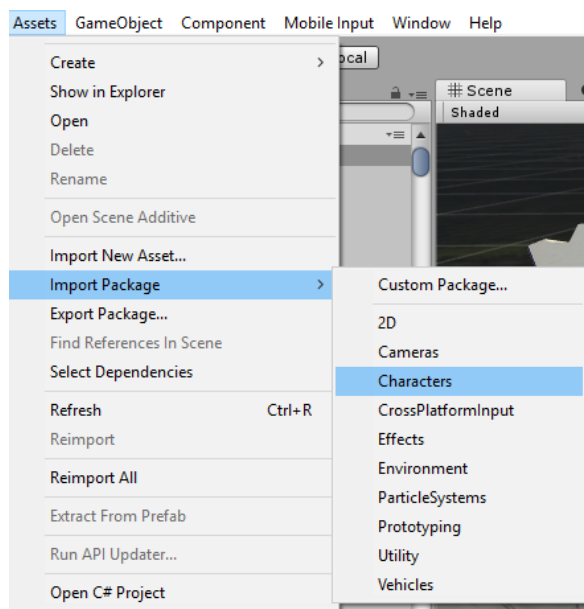 Assets GameObject Component Mobile Input Window Help
Create
Show in Explorer
Open
Delete
Rename
Open Scene Additive
Import New Asset...
Import Package
Export Package...
Find References In Scene
Select Dependencies
Refresh Ctrl+R
Reimport
Reimport All
Extract From Prefab
Run API Updater...
Open C# Project
Scene
Shaded
Custom Package...
2D
Cameras
Characters
CrossPlatformInput
Effects
Environment
ParticleSystems
Prototyping
Utility
Vehicles